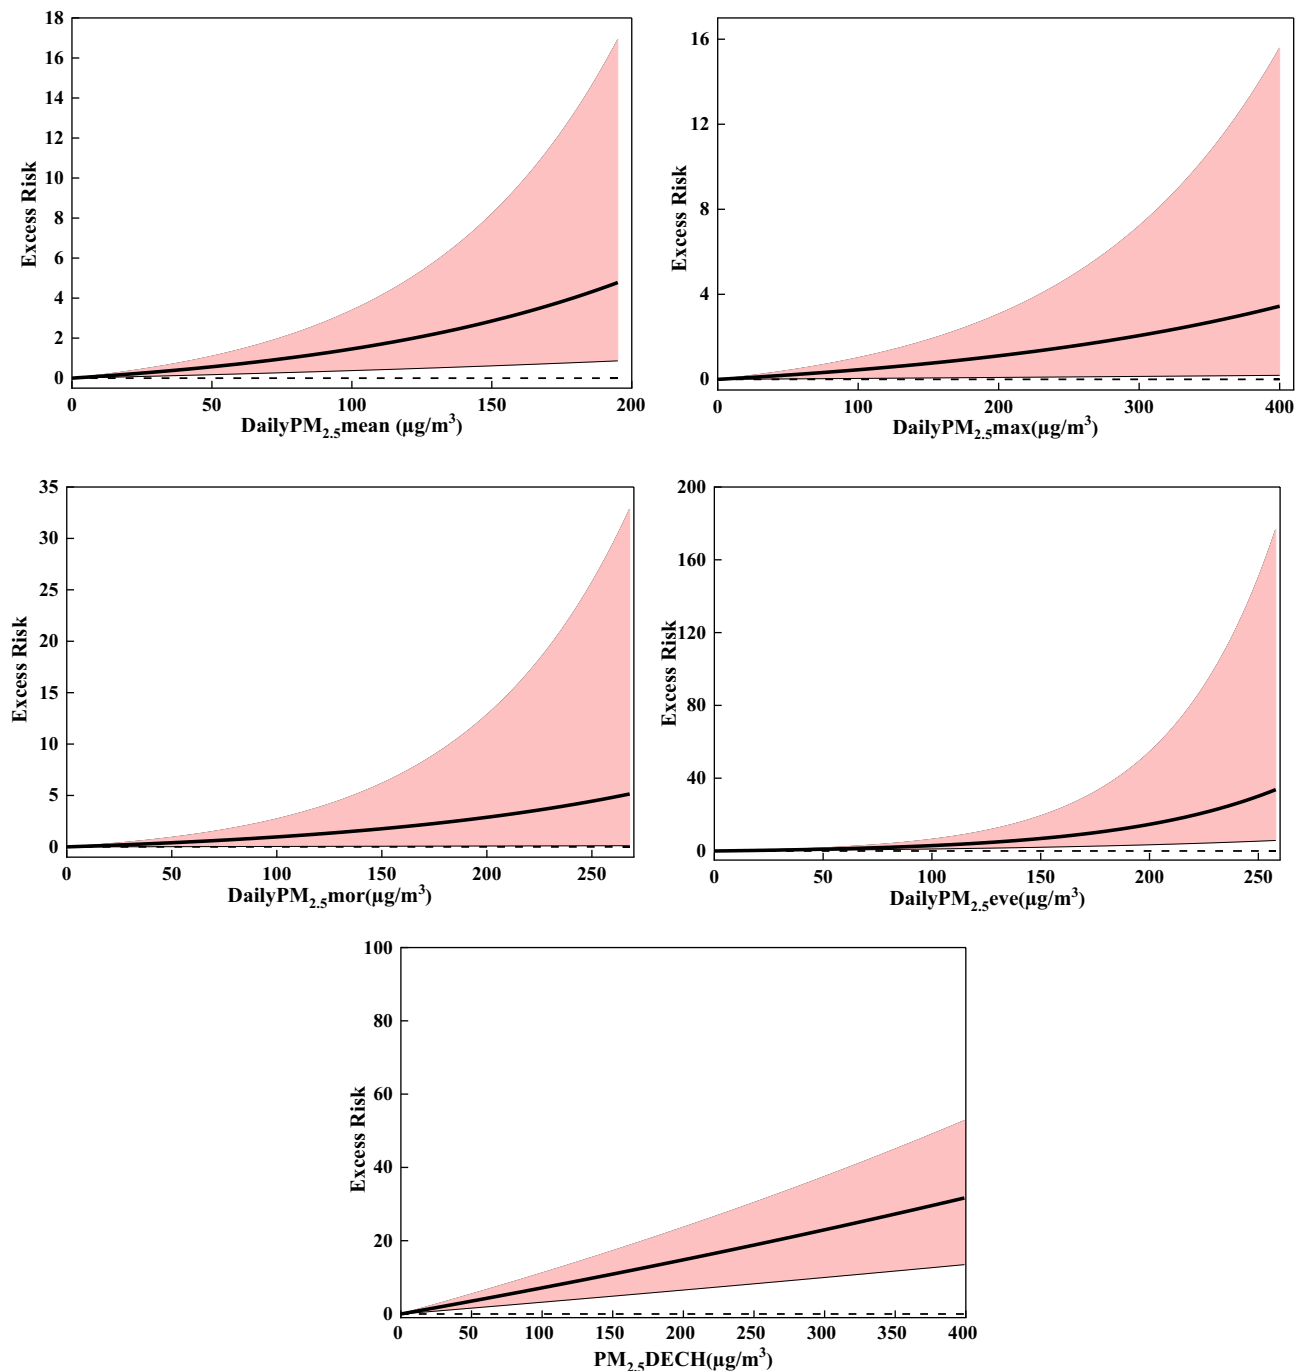 18
16
14
12
10
8
6
4
2
0
Excess Risk
0 50 100 150 200
DailyPM2.5mean (μg/m3)
16
12
8
4
0
Excess Risk
0 100 200 300 400
DailyPM2.5max(μg/m3)
35
30
25
20
15
10
5
0
Excess Risk
0 50 100 150 200 250
DailyPM2.5mor(μg/m3)
200
160
120
80
40
0
Excess Risk
0 50 100 150 200 250
DailyPM2.5eve(μg/m3)
100
80
60
40
20
0
Excess Risk
0 50 100 150 200 250 300 350 400
PM2.5DECH(μg/m3)